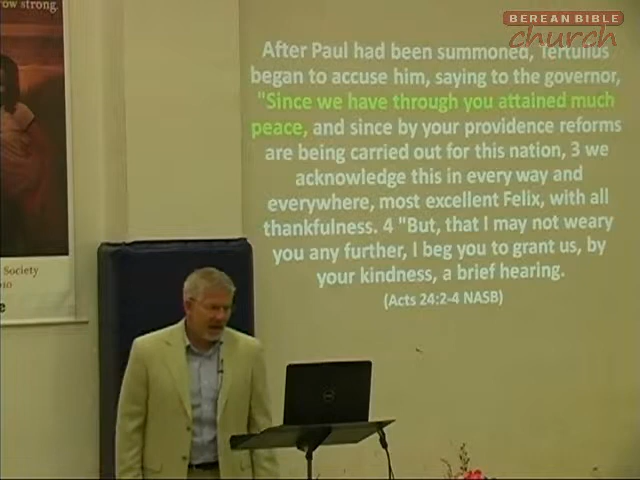 ow strong.
BEREAN BIBLE
church
After Paul had been summoned, Tertullus
began to accuse him, saying to the governor,
"Since we have through you attained much
peace, and since by your providence reforms
are being carried out for this nation, 3 we
acknowledge this in every way and
everywhere, most excellent Felix, with all
thankfulness. 4 "But, that I may not weary
you any further, I beg you to grant us, by
your kindness, a brief hearing.
(Acts 24:2-4 NASB)
Society
DELL